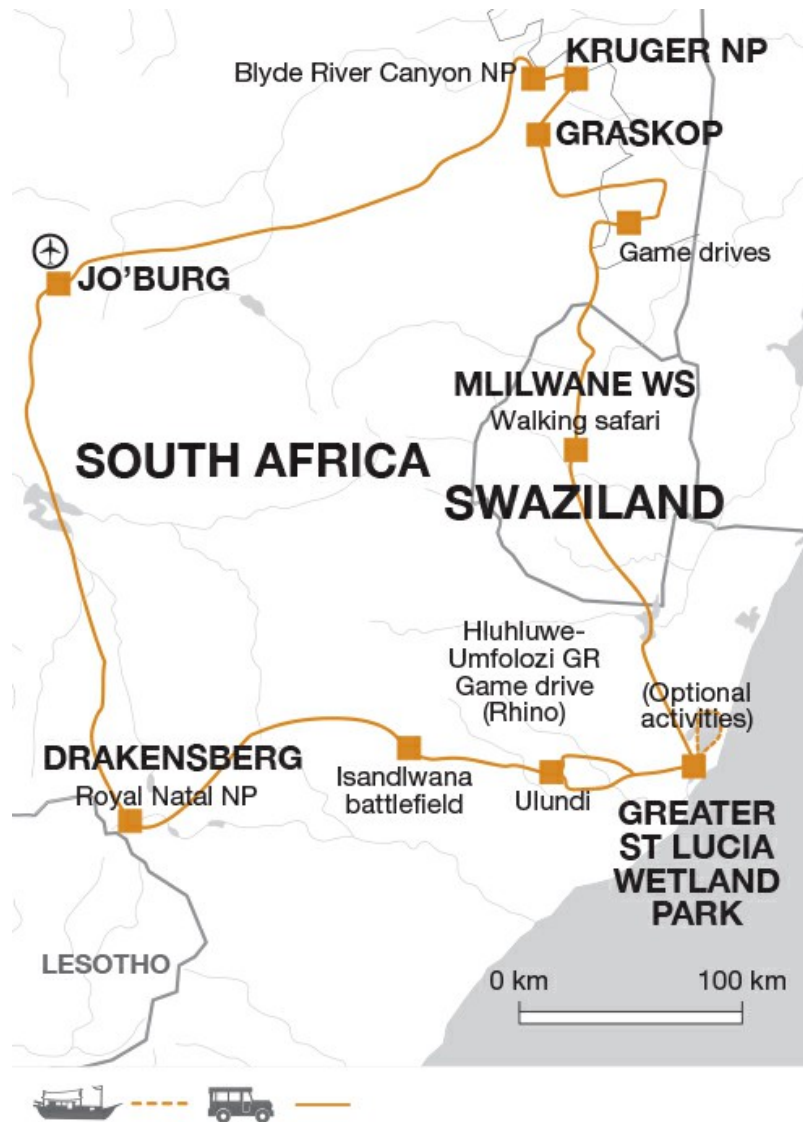 KRUGER NP
Blyde River Canyon NP
GRASKOP
Game drives
JO'BURG
MLILWANE WS
Walking safari
SOUTH AFRICA
SWAZILAND
Hluhluwe-
Umfolozi GR
Game drive
(Rhino)
(Optional
activities)
DRAKENSBERG
Royal Natal NP
Isandlwana
battlefield
Ulundi
GREATER
ST LUCIA
WETLAND
PARK
LESOTHO
0 km
100 km